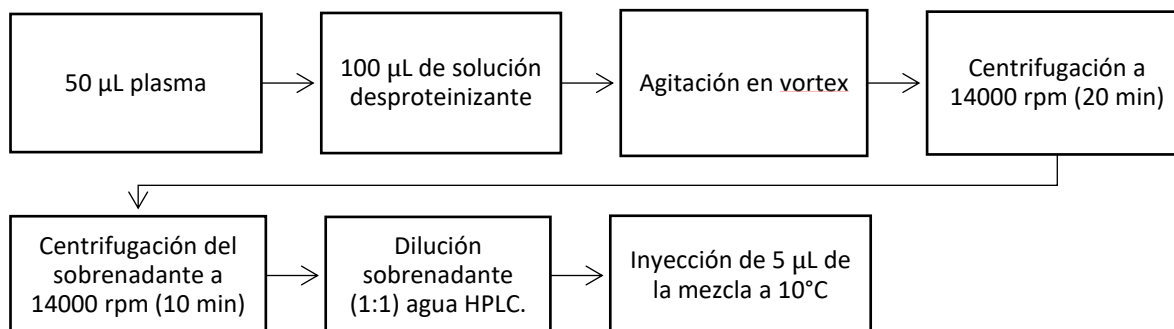 50 µL plasma
100 µL de solución
desproteinizante
Agitación en vortex
Centrifugación a
14000 rpm (20 min)
Centrifugación del
sobrenadante a
14000 rpm (10 min)
Dilución
sobrenadante
(1:1) agua HPLC.
Inyección de 5 µL de
la mezcla a 10°C